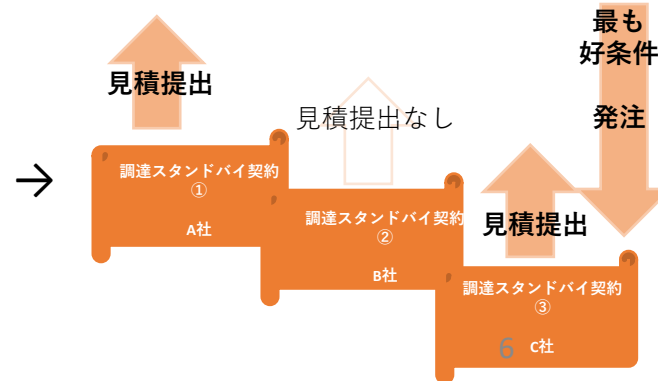 最も
好条件
発注
見積提出
見積提出なし
→
調達スタンドバイ契約
①
A社
調達スタンドバイ契約
②
B社
見積提出
調達スタンドバイ契約
③
6
C社